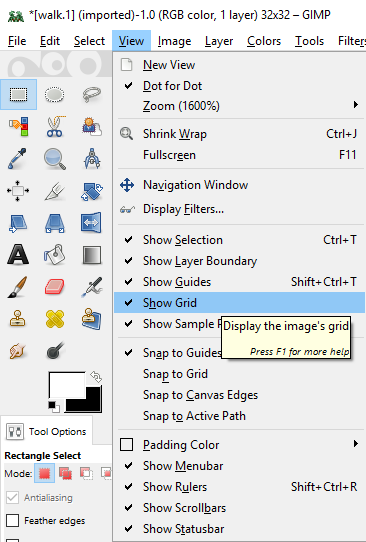 *[walk.1] (imported)-1.0 (RGB color, 1 layer) 32x32 – GIMP
File Edit Select View Image Layer Colors Tools Filters
New View
Dot for Dot
Zoom (1600%)
Shrink Wrap Ctrl+J
Fullscreen F11
Navigation Window
Display Filters...
Show Selection Ctrl+T
Show Layer Boundary
Show Guides Shift+Ctrl+T
Show Grid
Show Sample P
Display the image's grid
Press F1 for more help
Snap to Guides
Snap to Grid
Snap to Canvas Edges
Snap to Active Path
Padding Color
Show Menubar
Show Rulers Shift+Ctrl+R
Show Scrollbars
Show Statusbar
Tool Options
Rectangle Select
Mode:
Antialiasing
Feather edges